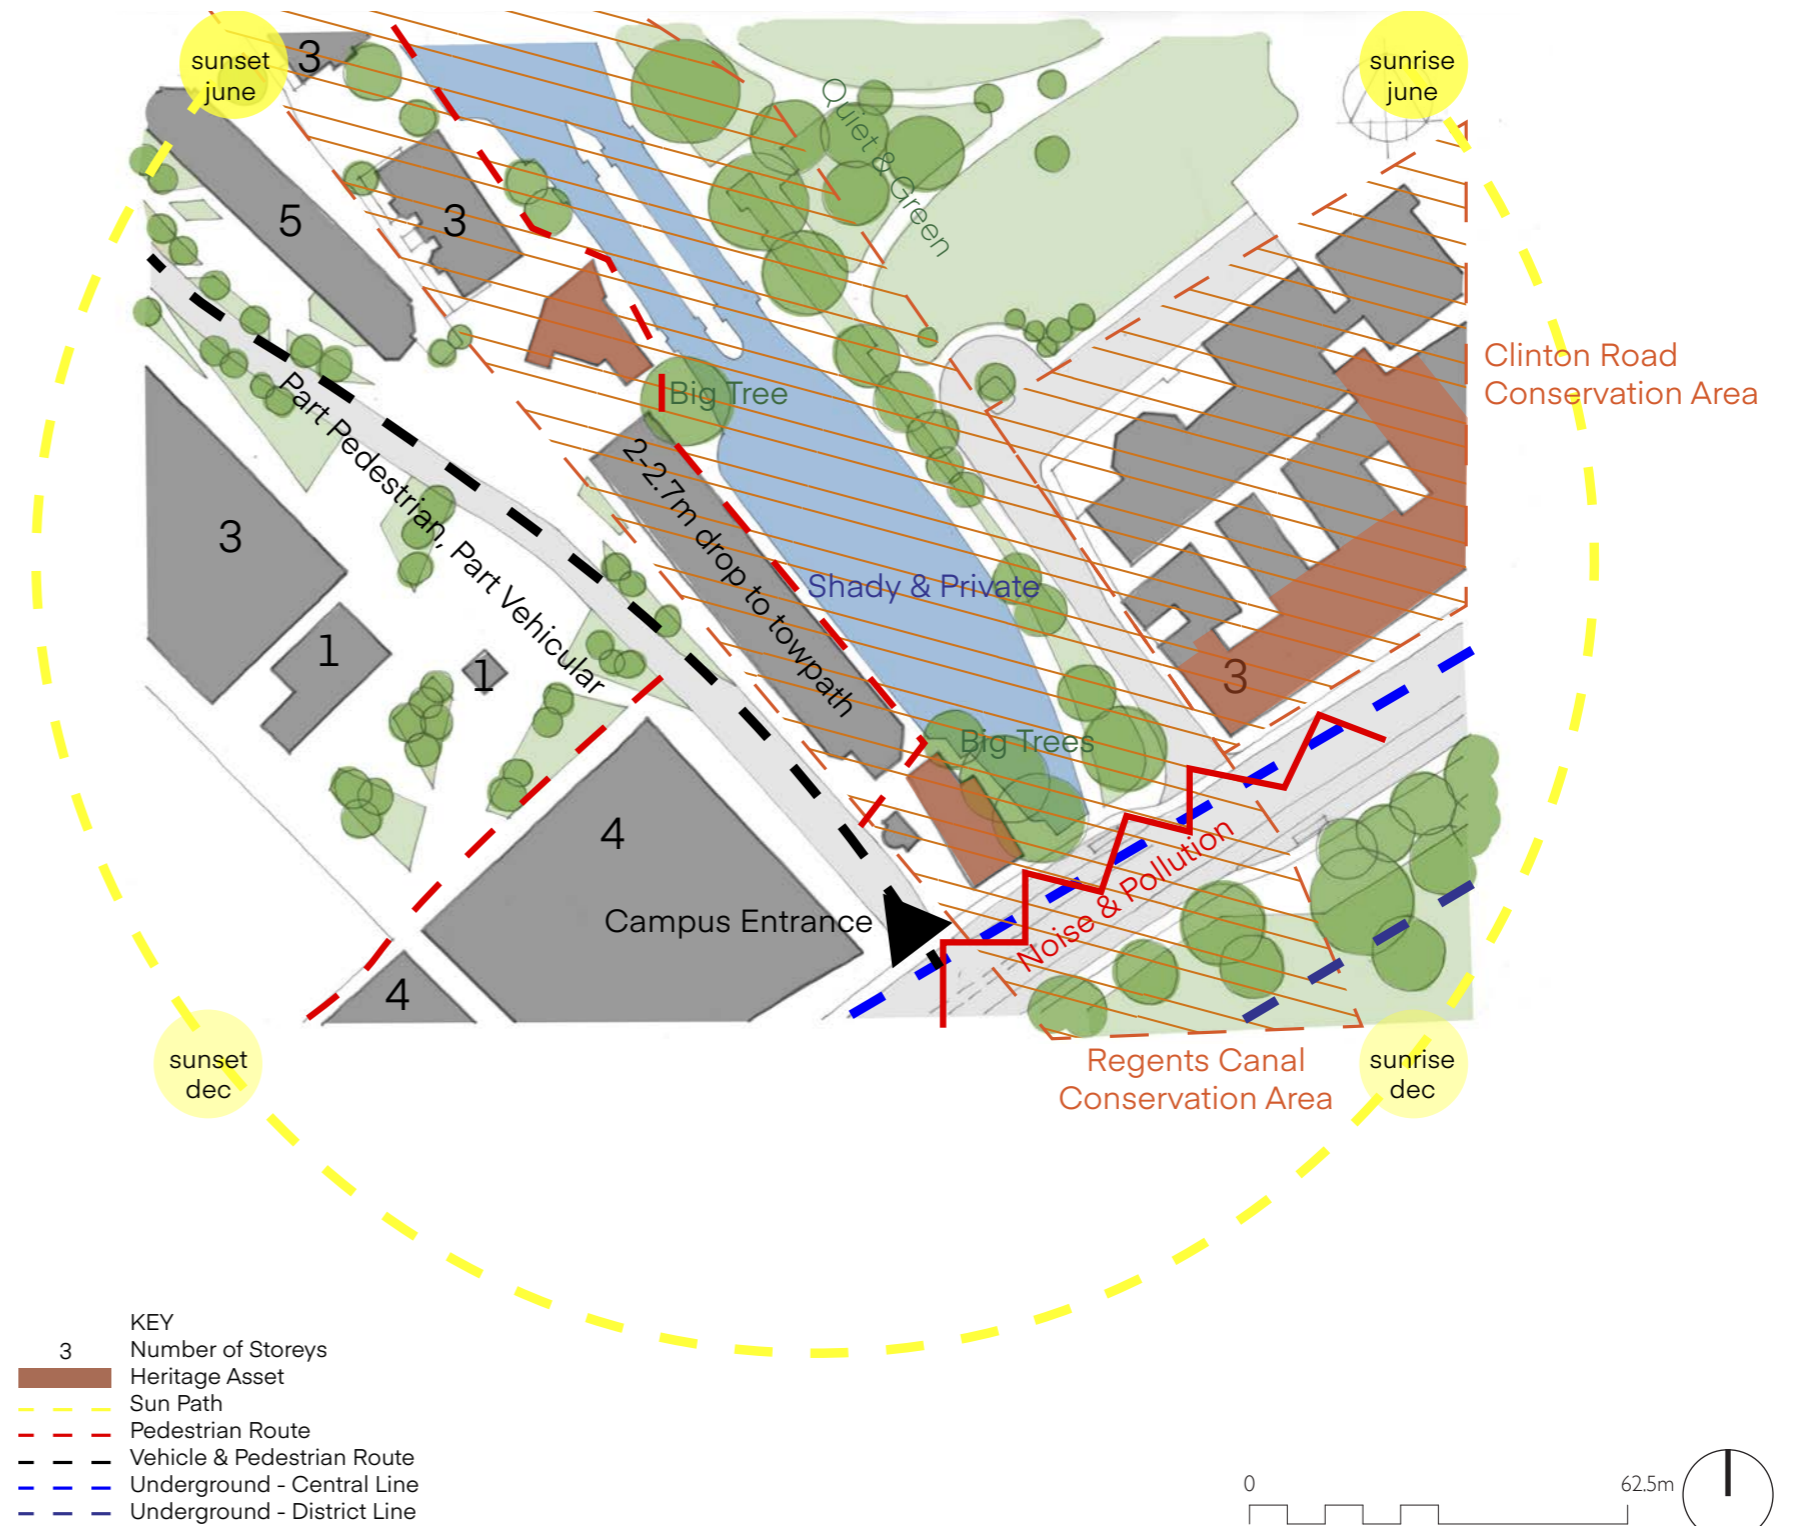 3
sunset
june
sunrise
june
Quiet & Green
5
3
Clinton Road
Conservation Area
Big Tree
Part Pedestrian, Part Vehicular
2-2.7m drop to towpath
3
Shady & Private
1
1
3
Big Trees
4
Noise & Pollution
Campus Entrance
4
sunset
dec
Regents Canal
Conservation Area
sunrise
dec
KEY
3 Number of Storeys
Heritage Asset
Sun Path
Pedestrian Route
Vehicle & Pedestrian Route
Underground - Central Line
Underground - District Line
0 62.5m